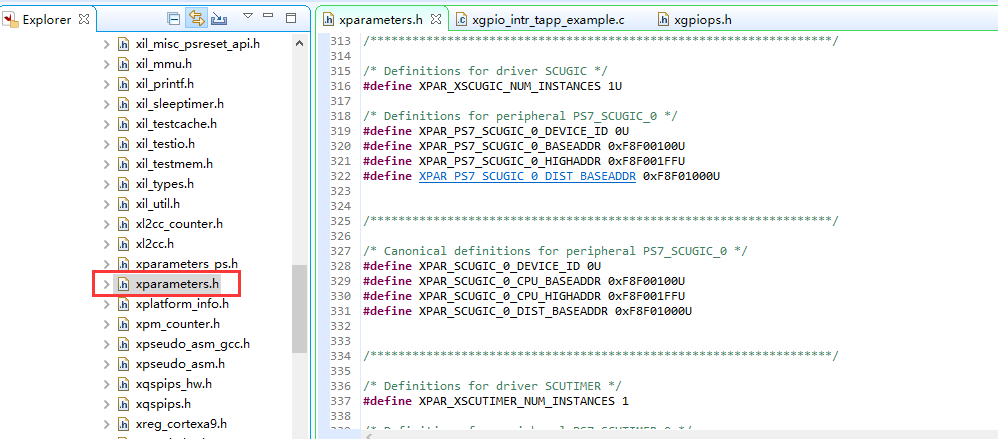 Explorer
xil_misc_psreset_api.h
xil_mmu.h
xil_printf.h
xil_sleeptimer.h
xil_testcache.h
xil_testio.h
xil_testmem.h
xil_types.h
xil_util.h
xl2cc_counter.h
xl2cc.h
xparameters_ps.h
xparameters.h
xplatform_info.h
xpm_counter.h
xpseudo_asm_gcc.h
xpseudo_asm.h
xqspips_hw.h
xqspips.h
xreg_cortexa9.h
xparameters.h xgpio_intr_tapp_example.c xgpiops.h
313 /******************************************************************/
314
315 /* Definitions for driver SCUGIC */
316 #define XPAR_XSCUGIC_NUM_INSTANCES 1U
317
318 /* Definitions for peripheral PS7_SCUGIC_0 */
319 #define XPAR_PS7_SCUGIC_0_DEVICE_ID 0U
320 #define XPAR_PS7_SCUGIC_0_BASEADDR 0xF8F00100U
321 #define XPAR_PS7_SCUGIC_0_HIGHADDR 0xF8F001FFU
322 #define XPAR_PS7_SCUGIC_0_DIST_BASEADDR 0xF8F01000U
323
324
325 /******************************************************************/
326
327 /* Canonical definitions for peripheral PS7_SCUGIC_0 */
328 #define XPAR_SCUGIC_0_DEVICE_ID 0U
329 #define XPAR_SCUGIC_0_CPU_BASEADDR 0xF8F00100U
330 #define XPAR_SCUGIC_0_CPU_HIGHADDR 0xF8F001FFU
331 #define XPAR_SCUGIC_0_DIST_BASEADDR 0xF8F01000U
332
333
334 /******************************************************************/
335
336 /* Definitions for driver SCUTIMER */
337 #define XPAR_XSCUTIMER_NUM_INSTANCES 1
338